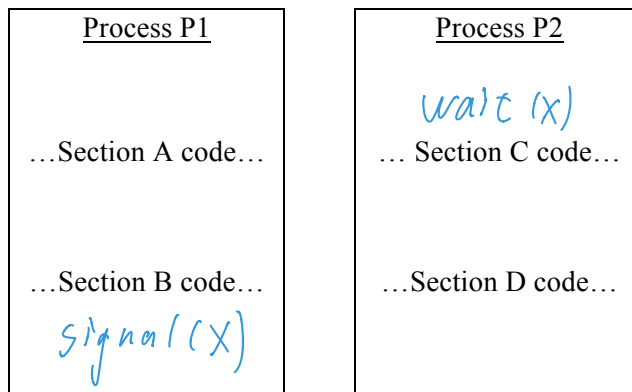 Process P1
…Section A code…
…Section B code…
signal(X)
Process P2
wait (X)
… Section C code…
…Section D code…